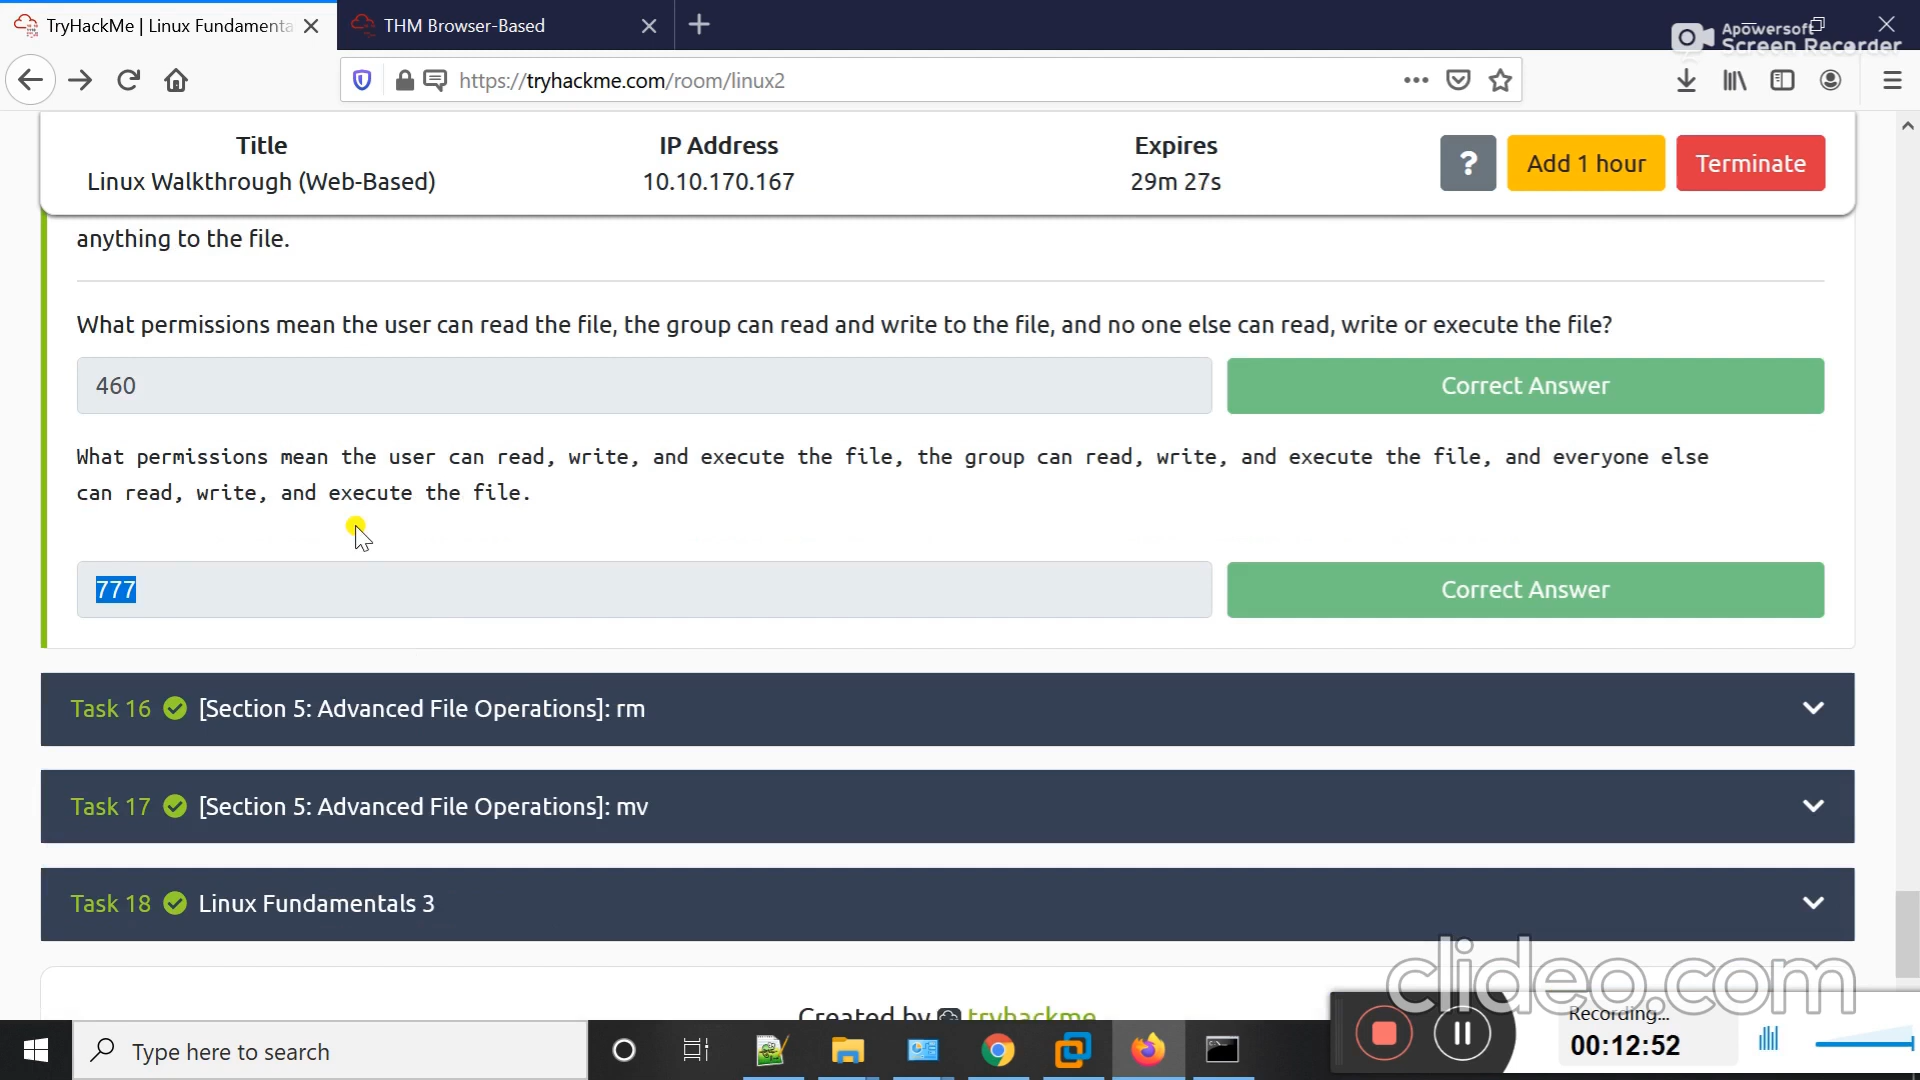 TryHackMe | Linux Fundamenta
THM Browser-Based
Apowersoft
Screen Recorder
https://tryhackme.com/room/linux2
Title
IP Address
Expires
Linux Walkthrough (Web-Based)
10.10.170.167
29m 27s
?
Add 1 hour
Terminate
anything to the file.
What permissions mean the user can read the file, the group can read and write to the file, and no one else can read, write or execute the file?
460
Correct Answer
What permissions mean the user can read, write, and execute the file, the group can read, write, and execute the file, and everyone else
can read, write, and execute the file.
777
Correct Answer
Task 16 [Section 5: Advanced File Operations]: rm
Task 17 [Section 5: Advanced File Operations]: mv
Task 18 Linux Fundamentals 3
clideo.com
Created by tryhackme
Type here to search
Recording...
00:12:52